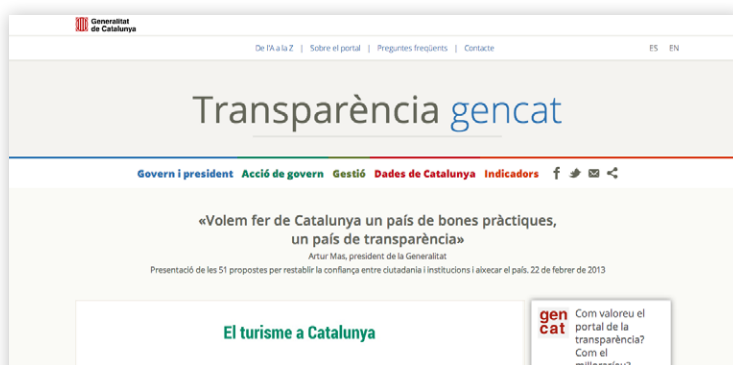 Generalitat
de Catalunya
De l'A a la Z | Sobre el portal | Preguntes freqüents | Contacte
ES EN
Transparència gencat
Govern i president Acció de govern Gestió Dades de Catalunya Indicadors
«Volem fer de Catalunya un país de bones pràctiques,
un país de transparència»
Artur Mas, president de la Generalitat
Presentació de les 51 propostes per restablir la confiança entre ciutadania i institucions i aixecar el país. 22 de febrer de 2013
El turisme a Catalunya
gen
cat
Com valoreu el
portal de la
transparència?
Com el